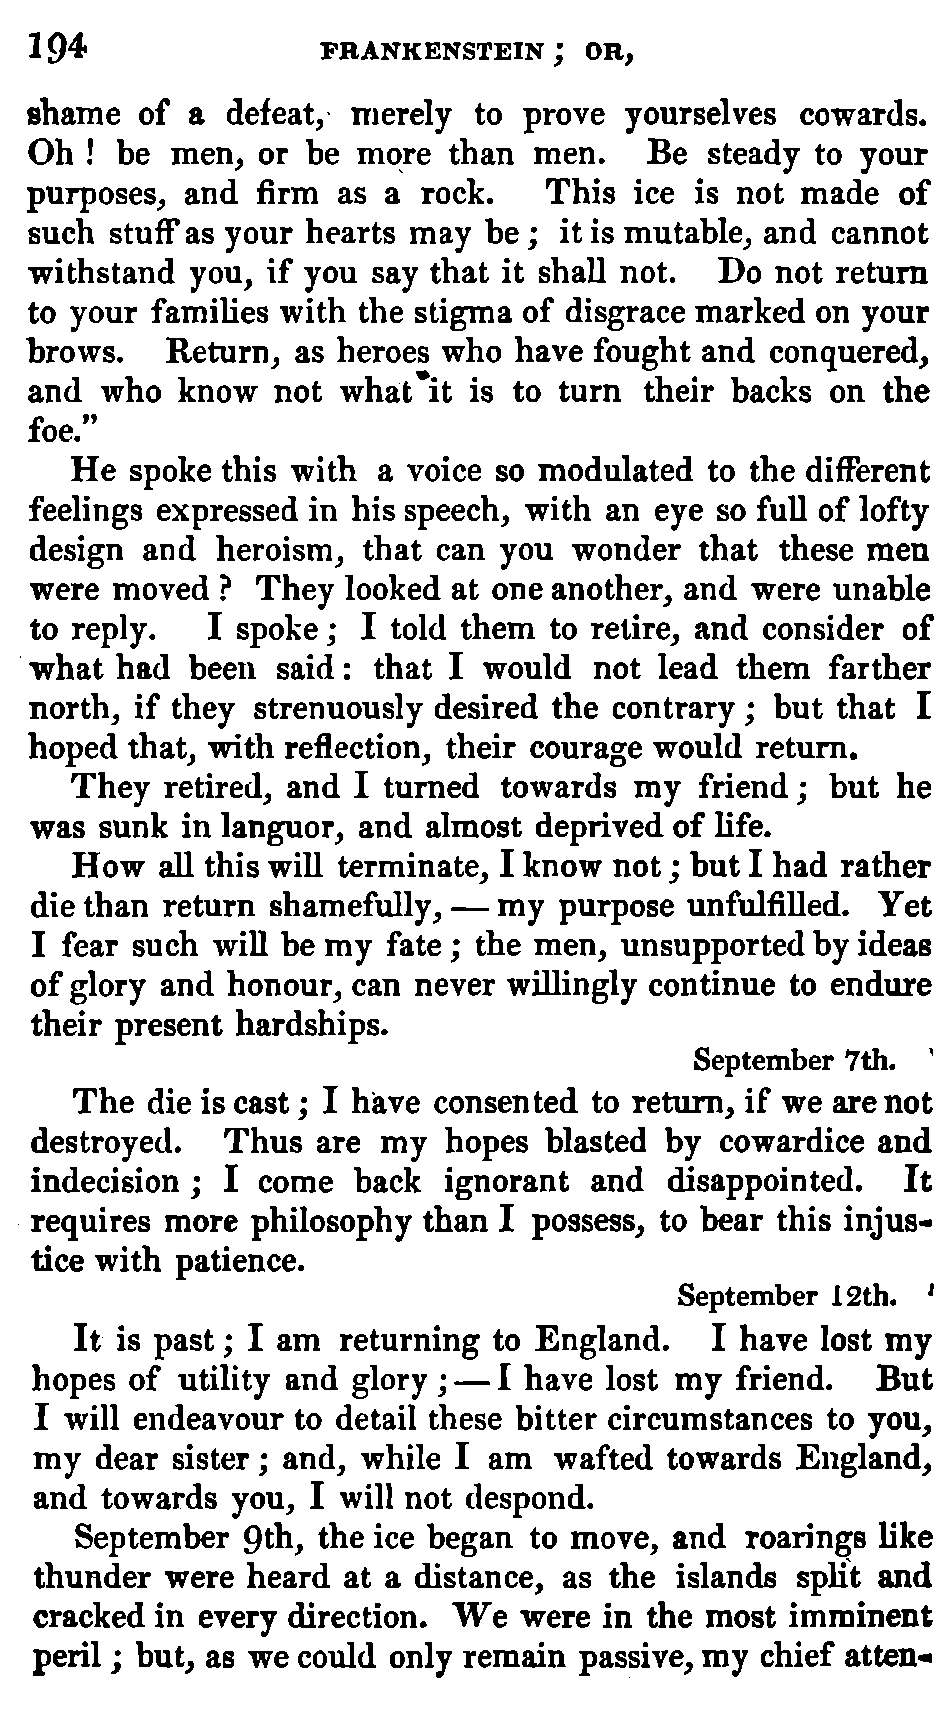 194 FRANKENSTEIN; OR,
shame of a defeat, merely to prove yourselves cowards.
Oh! be men, or be more than men. Be steady to your
purposes, and firm as a rock. This ice is not made of
such stuff as your hearts may be; it is mutable, and cannot
withstand you, if you say that it shall not. Do not return
to your families with the stigma of disgrace marked on your
brows. Return, as heroes who have fought and conquered,
and who know not what it is to turn their backs on the
foe.”
He spoke this with a voice so modulated to the different
feelings expressed in his speech, with an eye so full of lofty
design and heroism, that can you wonder that these men
were moved? They looked at one another, and were unable
to reply. I spoke; I told them to retire, and consider of
what had been said: that I would not lead them farther
north, if they strenuously desired the contrary; but that I
hoped that, with reflection, their courage would return.
They retired, and I turned towards my friend; but he
was sunk in languor, and almost deprived of life.
How all this will terminate, I know not; but I had rather
die than return shamefully, — my purpose unfulfilled. Yet
I fear such will be my fate; the men, unsupported by ideas
of glory and honour, can never willingly continue to endure
their present hardships.
September 7th.
The die is cast; I have consented to return, if we are not
destroyed. Thus are my hopes blasted by cowardice and
indecision; I come back ignorant and disappointed. It
requires more philosophy than I possess, to bear this injus-
tice with patience.
September 12th.
It is past; I am returning to England. I have lost my
hopes of utility and glory; — I have lost my friend. But
I will endeavour to detail these bitter circumstances to you,
my dear sister; and, while I am wafted towards England,
and towards you, I will not despond.
September 9th, the ice began to move, and roarings like
thunder were heard at a distance, as the islands split and
cracked in every direction. We were in the most imminent
peril; but, as we could only remain passive, my chief atten-